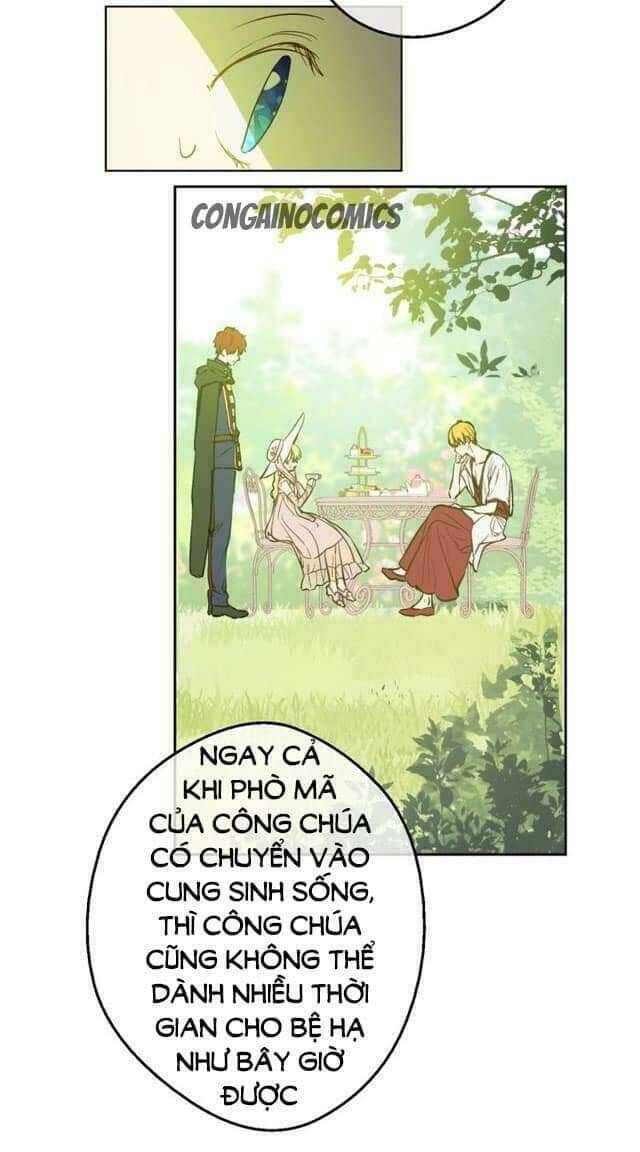 CONGAINOCOMICS
NGAY CẢ
KHI PHÒ MÃ
CỦA CÔNG CHÚA
CÓ CHUYỂN VÀO
CUNG SINH SỐNG,
THÌ CÔNG CHÚA
CŨNG KHÔNG THỂ
DÀNH NHIỀU THỜI
GIAN CHO BỆ HẠ
NHƯ BÂY GIỜ
ĐƯỢC